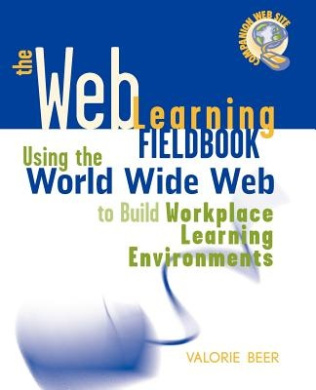 COMPANION WEB SITE
the
Web
Learning
FIELDBOOK
Using the
World Wide Web
to Build Workplace
Learning
Environments
VALORIE BEER